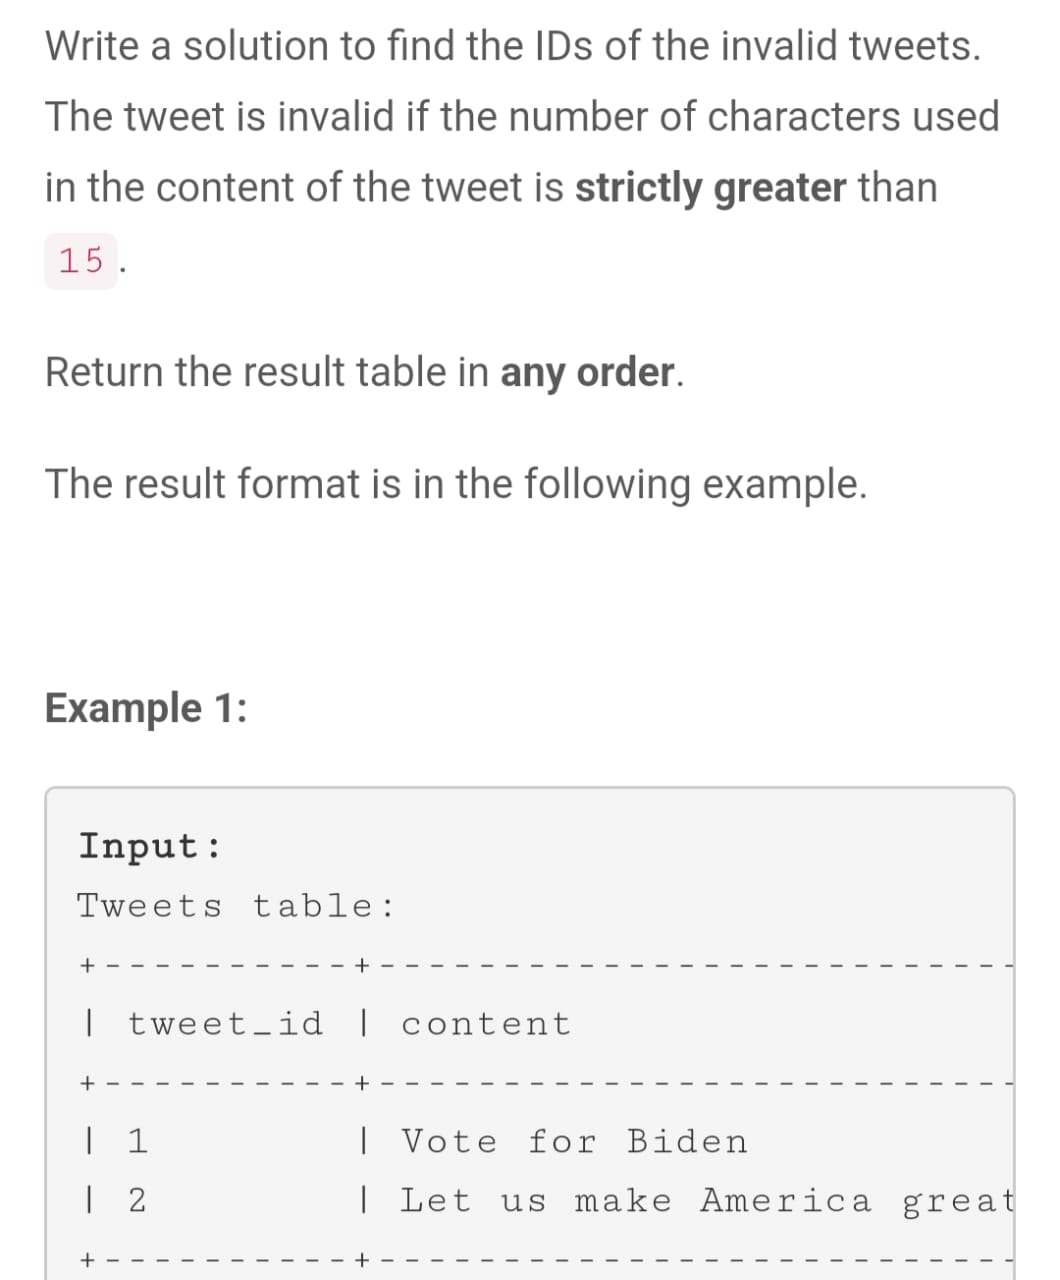 Write a solution to find the IDs of the invalid tweets.
The tweet is invalid if the number of characters used
in the content of the tweet is strictly greater than
15.
Return the result table in any order.
The result format is in the following example.
Example 1:
Input:
Tweets table:
+-----------+--------------------------
| tweet_id | content
+-----------+--------------------------
| 1 | Vote for Biden
| 2 | Let us make America great
+-----------+--------------------------